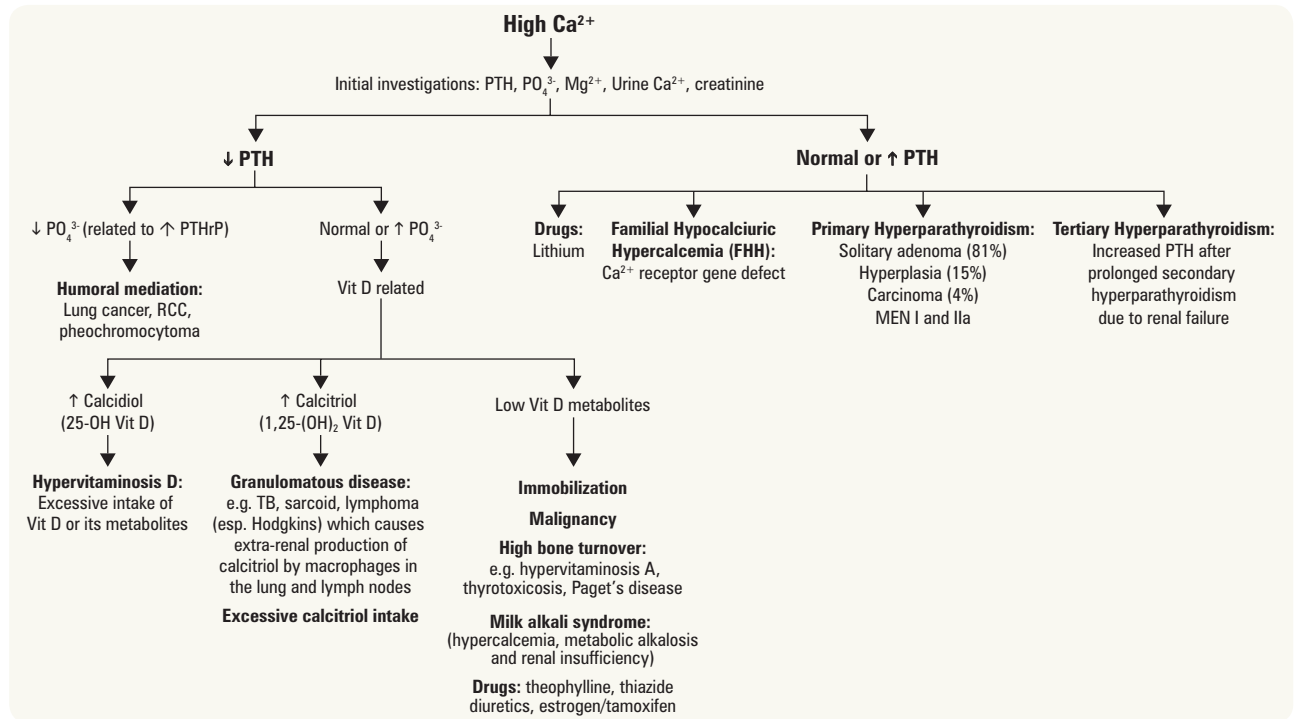 High Ca²⁺
Initial investigations: PTH, PO₄³⁻, Mg²⁺, Urine Ca²⁺, creatinine
↓ PTH
Normal or ↑ PTH
↓ PO₄³⁻ (related to ↑ PTHrP)
Normal or ↑ PO₄³⁻
Humoral mediation:
Lung cancer, RCC,
pheochromocytoma
Vit D related
Drugs:
Lithium
Familial Hypocalciuric
Hypercalcemia (FHH):
Ca²⁺ receptor gene defect
Primary Hyperparathyroidism:
Solitary adenoma (81%)
Hyperplasia (15%)
Carcinoma (4%)
MEN I and IIa
Tertiary Hyperparathyroidism:
Increased PTH after
prolonged secondary
hyperparathyroidism
due to renal failure
↑ Calcidiol
(25-OH Vit D)
↑ Calcitriol
(1,25-(OH)₂ Vit D)
Low Vit D metabolites
Hypervitaminosis D:
Excessive intake of
Vit D or its metabolites
Granulomatous disease:
e.g. TB, sarcoid, lymphoma
(esp. Hodgkins) which causes
extra-renal production of
calcitriol by macrophages in
the lung and lymph nodes
Excessive calcitriol intake
Immobilization
Malignancy
High bone turnover:
e.g. hypervitaminosis A,
thyrotoxicosis, Paget's disease
Milk alkali syndrome:
(hypercalcemia, metabolic alkalosis
and renal insufficiency)
Drugs: theophylline, thiazide
diuretics, estrogen/tamoxifen